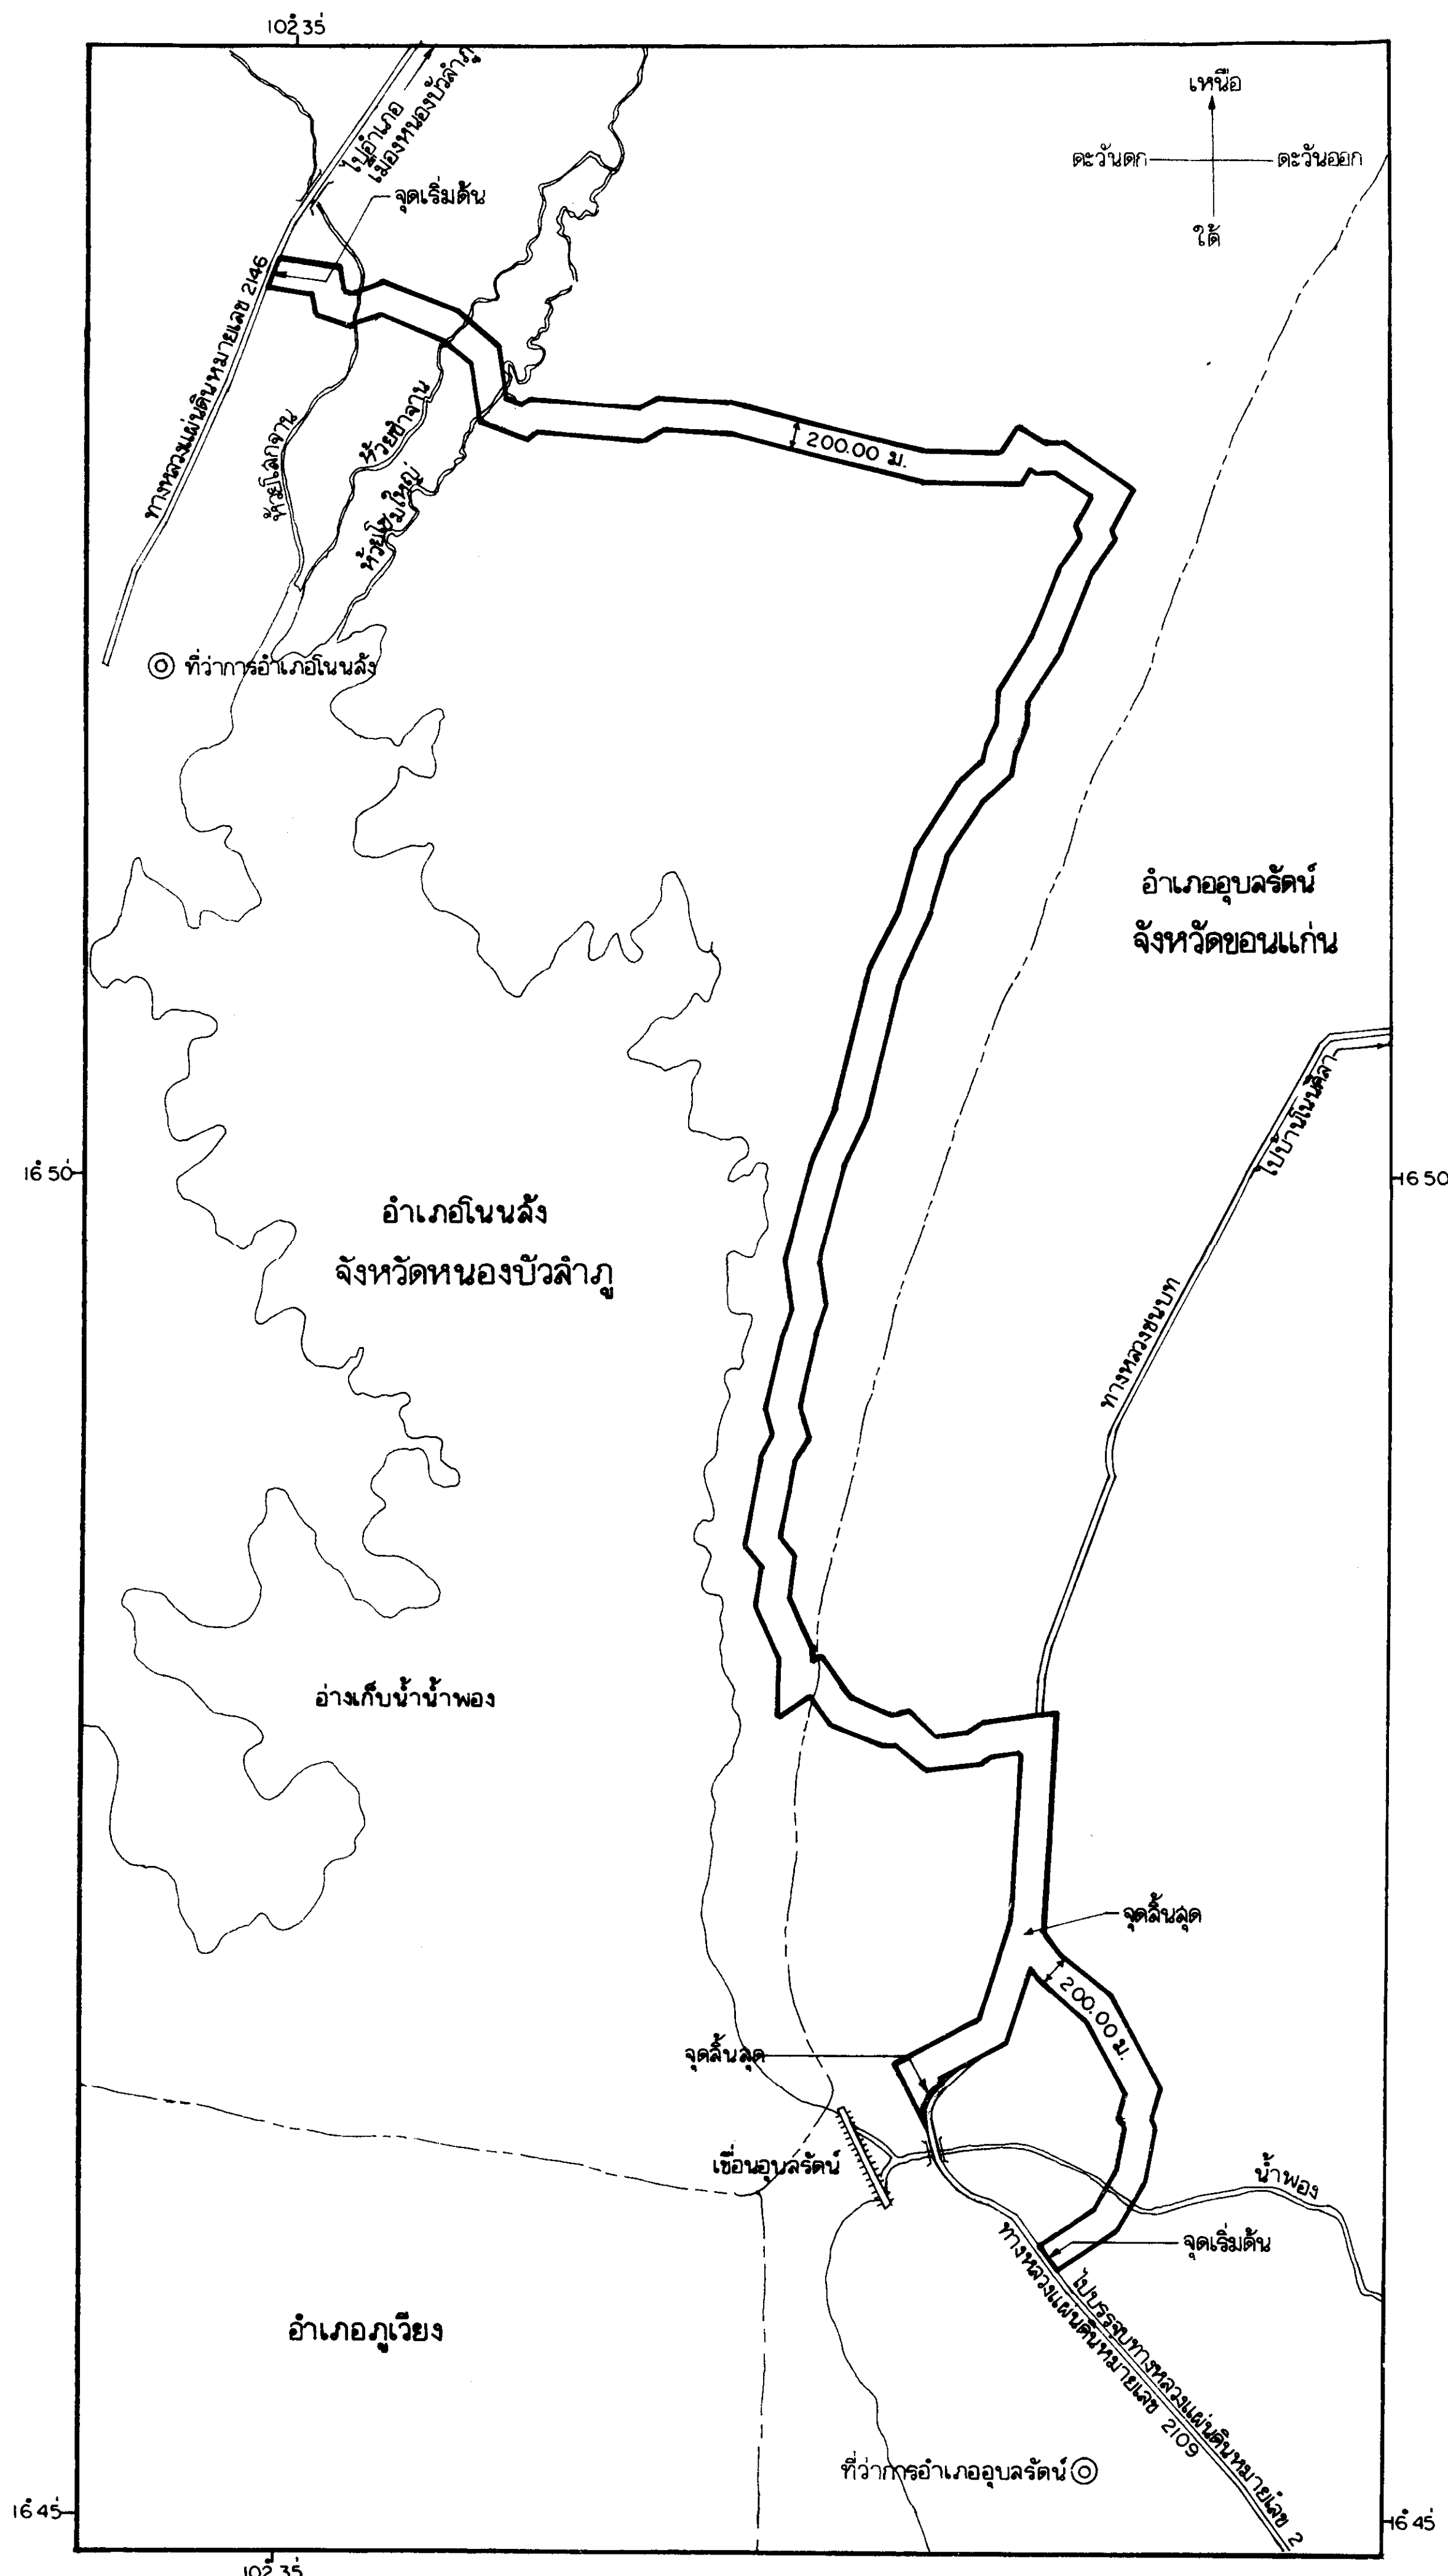 102°35'
เหนือ
ตะวันตก
ตะวันออก
ใต้
ไปอำเภอ
เมืองหนองบัวลำภู
จุดเริ่มต้น
ทางหลวงแผ่นดินหมายเลข 2146
ห้วยโลกจาน
ห้วยซำจาน
ห้วยโซมใหญ่
200.00 ม.
ที่ว่าการอำเภอโนนสัง
อำเภออุบลรัตน์
จังหวัดขอนแก่น
ไปบ้านโนนศิลา
16°50'
16°50'
อำเภอโนนสัง
จังหวัดหนองบัวลำภู
ทางหลวงชนบท
อ่างเก็บน้ำน้ำพอง
จุดสิ้นสุด
200.00 ม.
จุดสิ้นสุด
เขื่อนอุบลรัตน์
น้ำพอง
จุดเริ่มต้น
ทางหลวงแผ่นดินหมายเลข 2109
ไปบรรจบทางหลวงแผ่นดินหมายเลข 2
อำเภอภูเวียง
ที่ว่าการอำเภออุบลรัตน์
16°45'
16°45'
102°35'